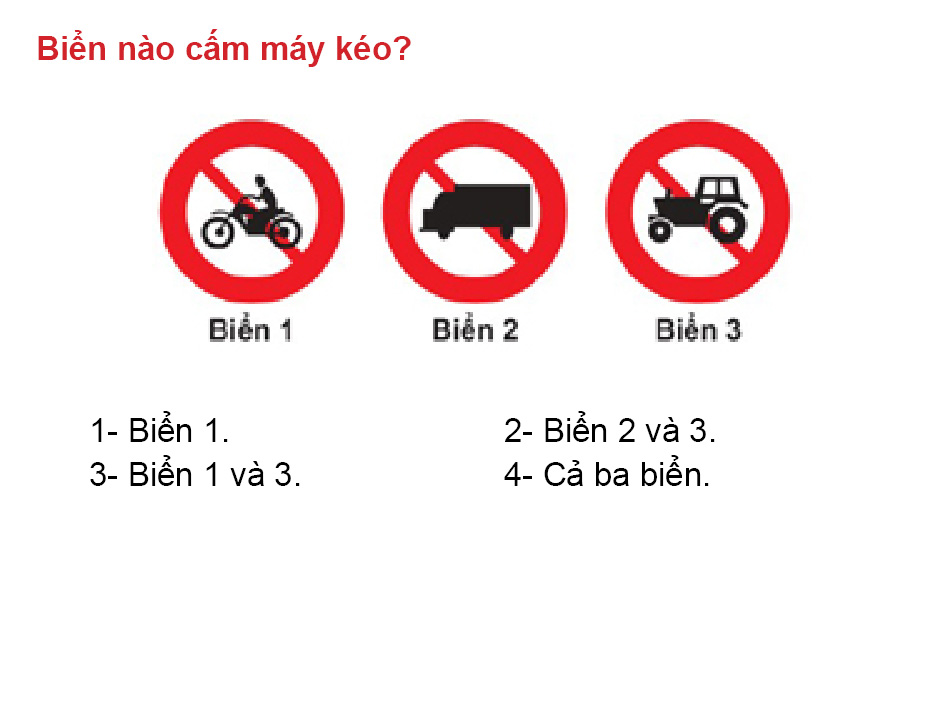 Biển nào cấm máy kéo?
Biển 1 Biển 2 Biển 3
1- Biển 1. 2- Biển 2 và 3.
3- Biển 1 và 3. 4- Cả ba biển.